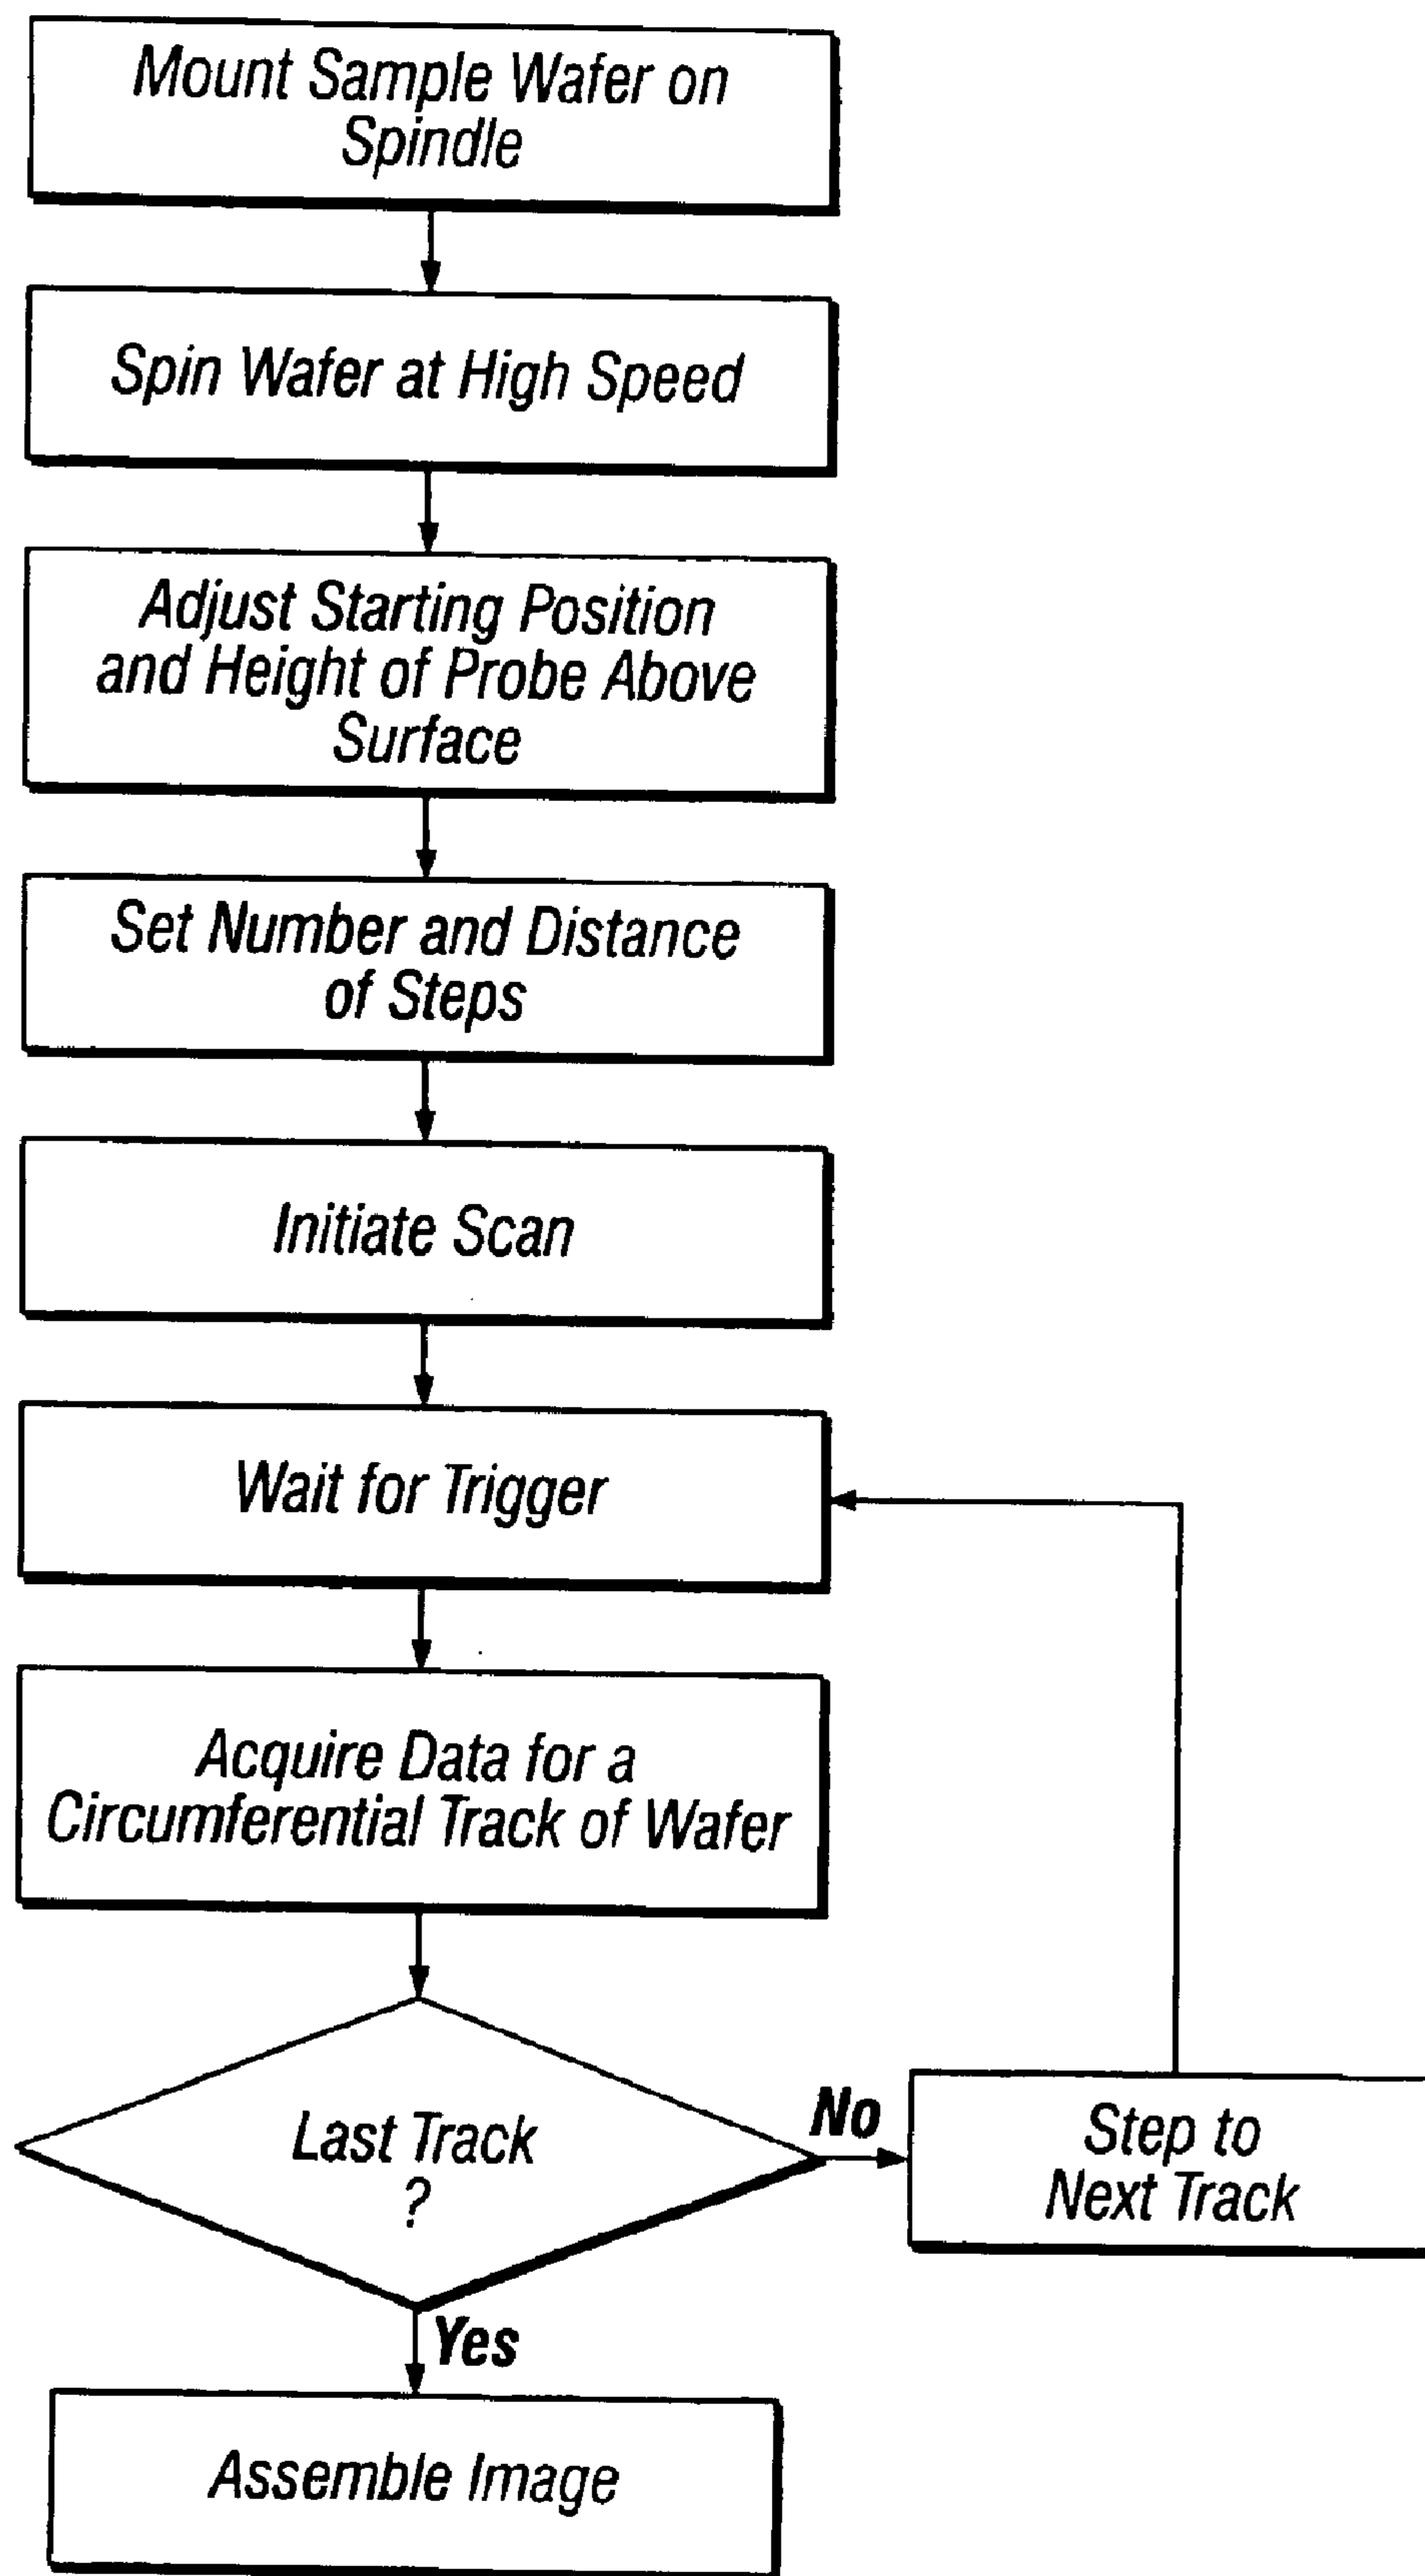 Mount Sample Wafer on
Spindle
Spin Wafer at High Speed
Adjust Starting Position
and Height of Probe Above
Surface
Set Number and Distance
of Steps
Initiate Scan
Wait for Trigger
Acquire Data for a
Circumferential Track of Wafer
Last Track
?
No
Step to
Next Track
Yes
Assemble Image